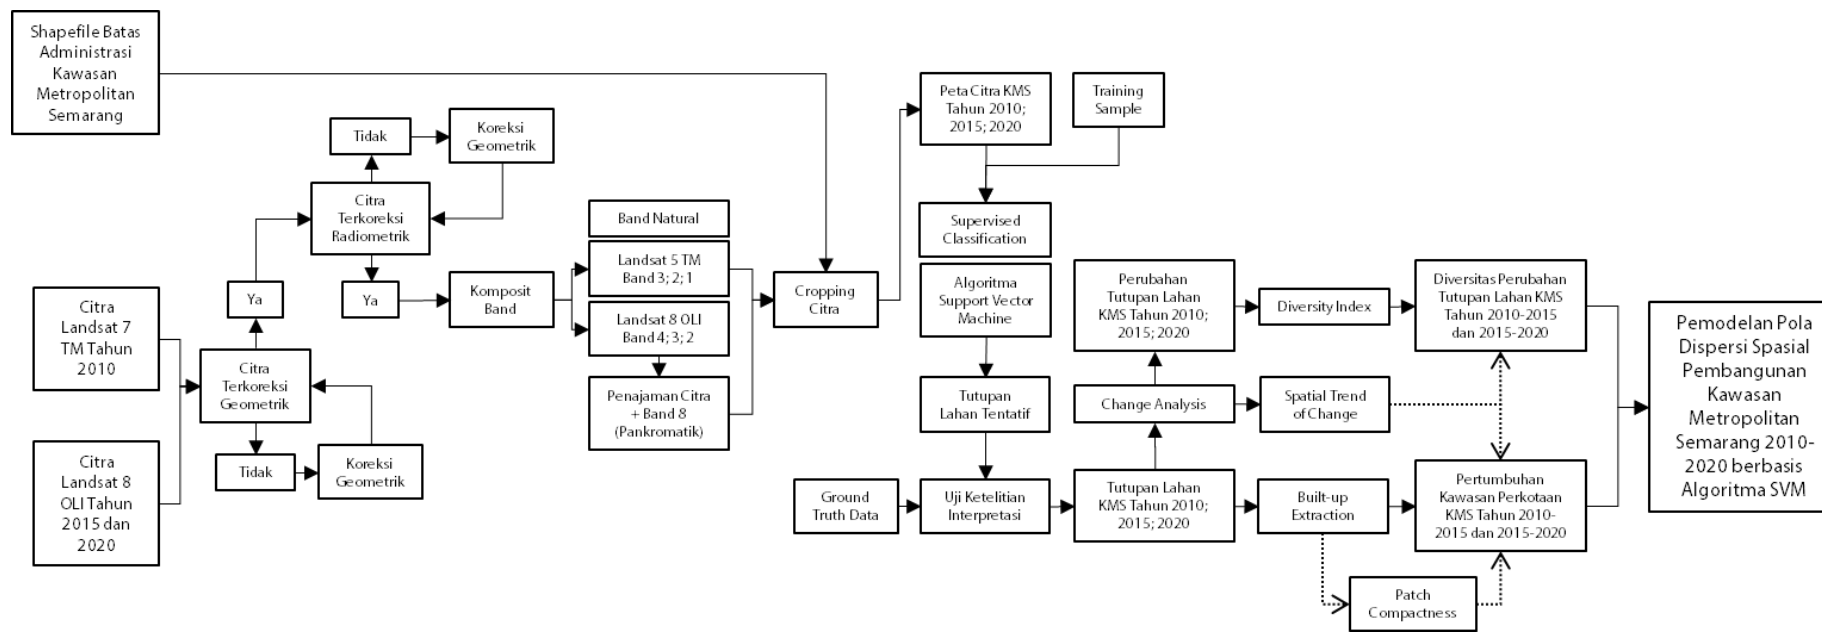 Shapefile Batas
Administrasi
Kawasan
Metropolitan
Semarang
Citra
Landsat 7
TM Tahun
2010
Citra
Landsat 8
OLI Tahun
2015 dan
2020
Citra
Terkoreksi
Geometrik
Tidak
Koreksi
Geometrik
Ya
Citra
Terkoreksi
Radiometrik
Tidak
Koreksi
Geometrik
Ya
Komposit
Band
Band Natural
Landsat 5 TM
Band 3; 2; 1
Landsat 8 OLI
Band 4; 3; 2
Penajaman Citra
+ Band 8
(Pankromatik)
Cropping
Citra
Peta Citra KMS
Tahun 2010;
2015; 2020
Training
Sample
Supervised
Classification
Algoritma
Support Vector
Machine
Tutupan
Lahan Tentatif
Ground
Truth Data
Uji Ketelitian
Interpretasi
Tutupan Lahan
KMS Tahun 2010;
2015; 2020
Change Analysis
Perubahan
Tutupan Lahan
KMS Tahun 2010;
2015; 2020
Diversity Index
Diversitas Perubahan
Tutupan Lahan KMS
Tahun 2010-2015
dan 2015-2020
Spatial Trend
of Change
Built-up
Extraction
Patch
Compactness
Pertumbuhan
Kawasan Perkotaan
KMS Tahun 2010-
2015 dan 2015-2020
Pemodelan Pola
Dispersi Spasial
Pembangunan
Kawasan
Metropolitan
Semarang 2010-
2020 berbasis
Algoritma SVM